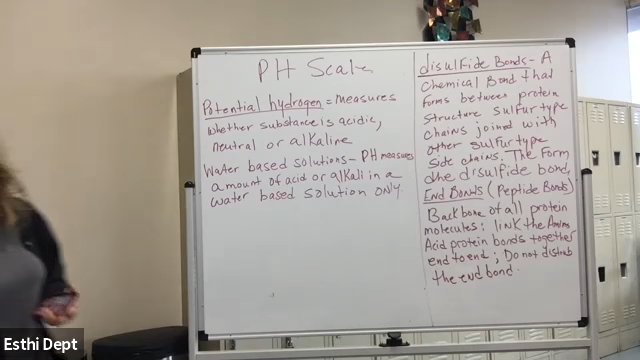 PH Scale
Potential hydrogen = measures
whether substance is acidic,
neutral or alkaline
Water based solutions - PH measures
amount of acid or alkali in a
water based solution ONLY
disulfide Bonds - A
Chemical Bond that
forms between protein
structure sulfur type
chains joined with
other sulfur type
side chains. The form
the disulfide bond,
END BONDS (Peptide Bonds)
Backbone of all protein
molecules: link the Amino
Acid protein bonds together
end to end; Do not disturb
the end bond.
Esthi Dept